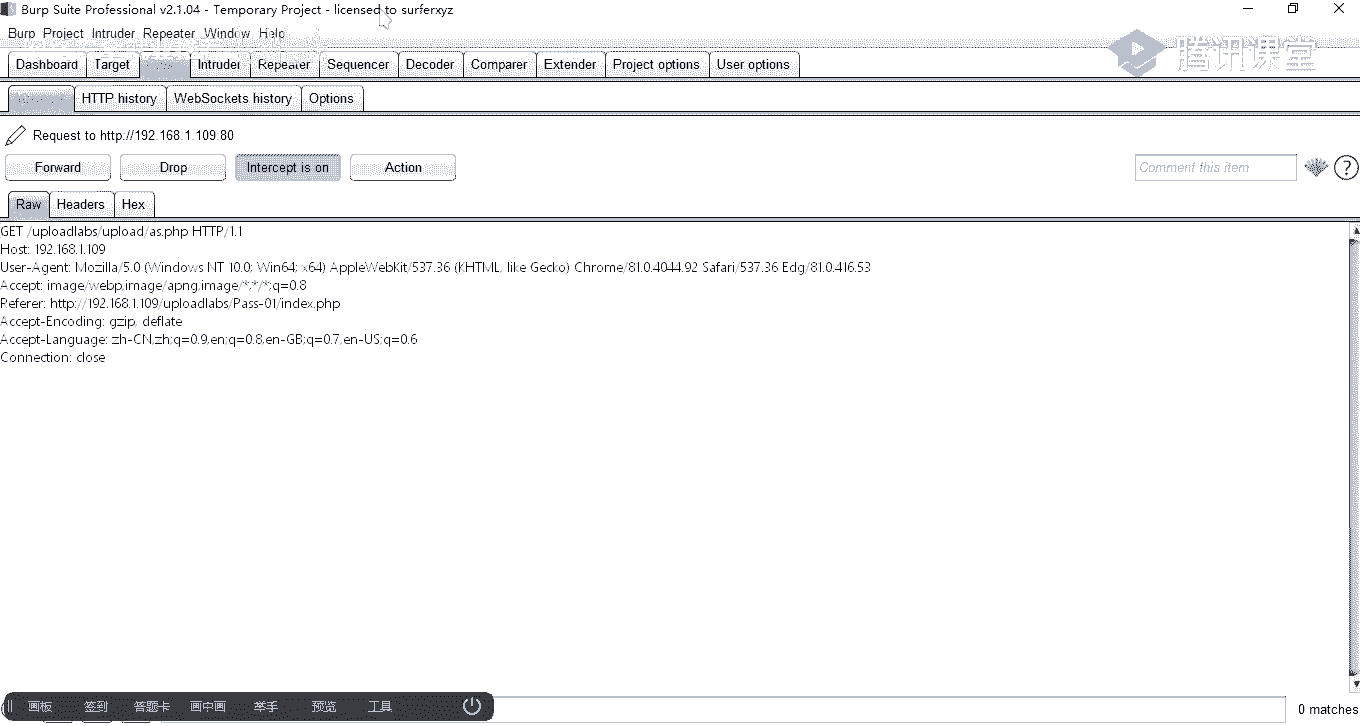 Burp Suite Professional v2.1.04 - Temporary Project - licensed to surferxyz
Burp Project Intruder Repeater Window Help
腾讯课堂
Dashboard Target Intruder Repeater Sequencer Decoder Comparer Extender Project options User options
HTTP history WebSockets history Options
Request to http://192.168.1.109:80
Forward Drop Intercept is on Action Comment this item ?
Raw Headers Hex
GET /uploadlabs/upload/as.php HTTP/1.1
Host: 192.168.1.109
User-Agent: Mozilla/5.0 (Windows NT 10.0; Win64; x64) AppleWebKit/537.36 (KHTML, like Gecko) Chrome/81.0.4044.92 Safari/537.36 Edg/81.0.416.53
Accept: image/webp,image/apng,image/*,*/*;q=0.8
Referer: http://192.168.1.109/uploadlabs/Pass-01/index.php
Accept-Encoding: gzip, deflate
Accept-Language: zh-CN,zh;q=0.9,en;q=0.8,en-GB;q=0.7,en-US;q=0.6
Connection: close
画板 签到 答题卡 画中画 举手 预览 工具
0 matches